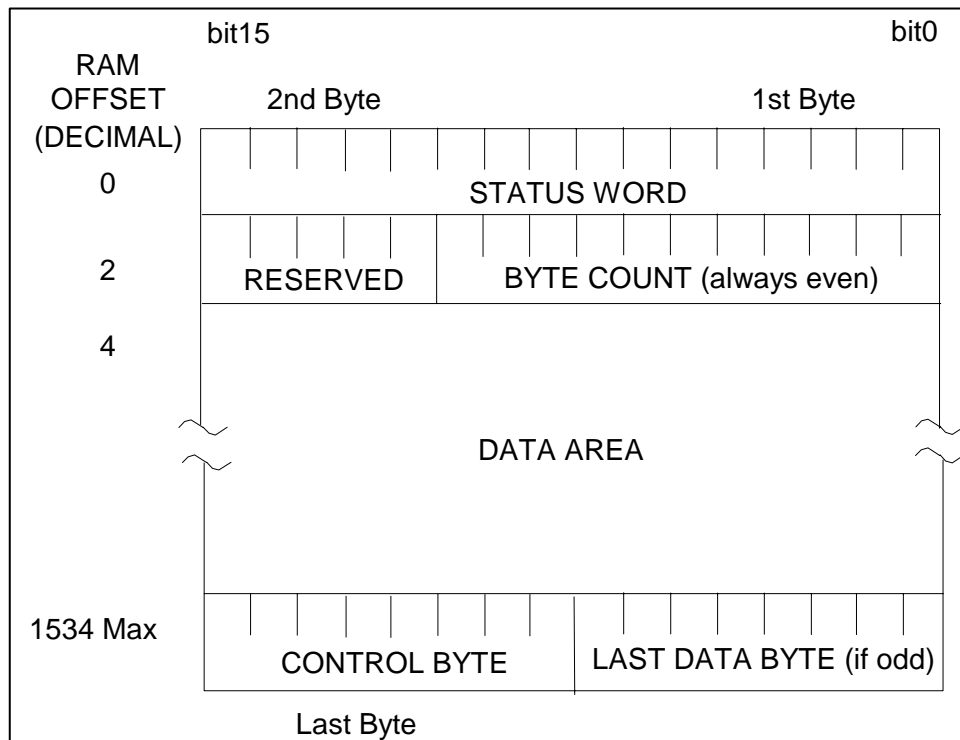 bit15 bit0
RAM
OFFSET
(DECIMAL)
2nd Byte 1st Byte
0 STATUS WORD
2 RESERVED BYTE COUNT (always even)
4
DATA AREA
1534 Max CONTROL BYTE LAST DATA BYTE (if odd)
Last Byte